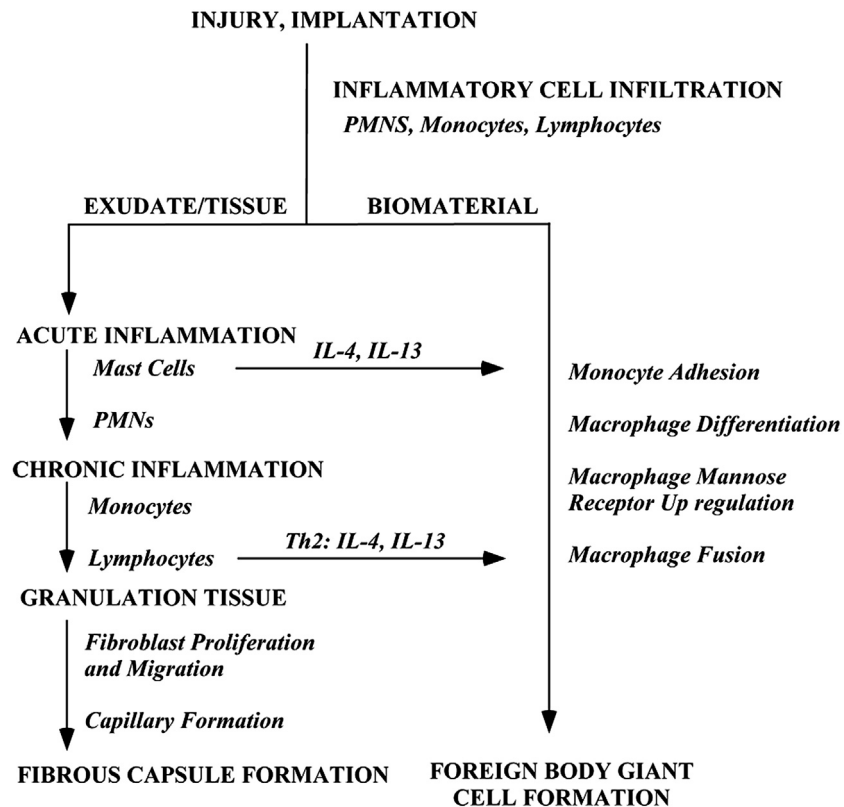 INJURY, IMPLANTATION
INFLAMMATORY CELL INFILTRATION
PMNS, Monocytes, Lymphocytes
EXUDATE/TISSUE
BIOMATERIAL
ACUTE INFLAMMATION
Mast Cells
IL-4, IL-13
PMNs
CHRONIC INFLAMMATION
Monocytes
Lymphocytes
Th2: IL-4, IL-13
GRANULATION TISSUE
Fibroblast Proliferation
and Migration
Capillary Formation
FIBROUS CAPSULE FORMATION
Monocyte Adhesion
Macrophage Differentiation
Macrophage Mannose
Receptor Up regulation
Macrophage Fusion
FOREIGN BODY GIANT
CELL FORMATION